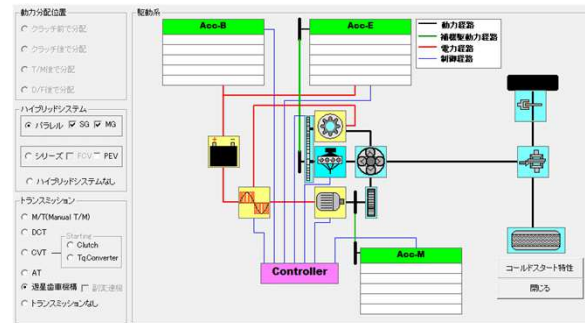 動力分配位置
クラッチ前で分配
クラッチ後で分配
T/M後で分配
D/F後で分配
ハイブリッドシステム
パラレル SG MG
シリーズ FCV PEV
ハイブリッドシステムなし
トランスミッション
M/T(Manual T/M)
DCT
CVT
Starting
Clutch
TqConverter
AT
遊星歯車機構
トランスミッションなし
駆動系
Acc-B
Acc-E
動力経路
補機駆動力経路
電力経路
制御経路
Controller
Acc-M
コールドスタート特性
閉じる